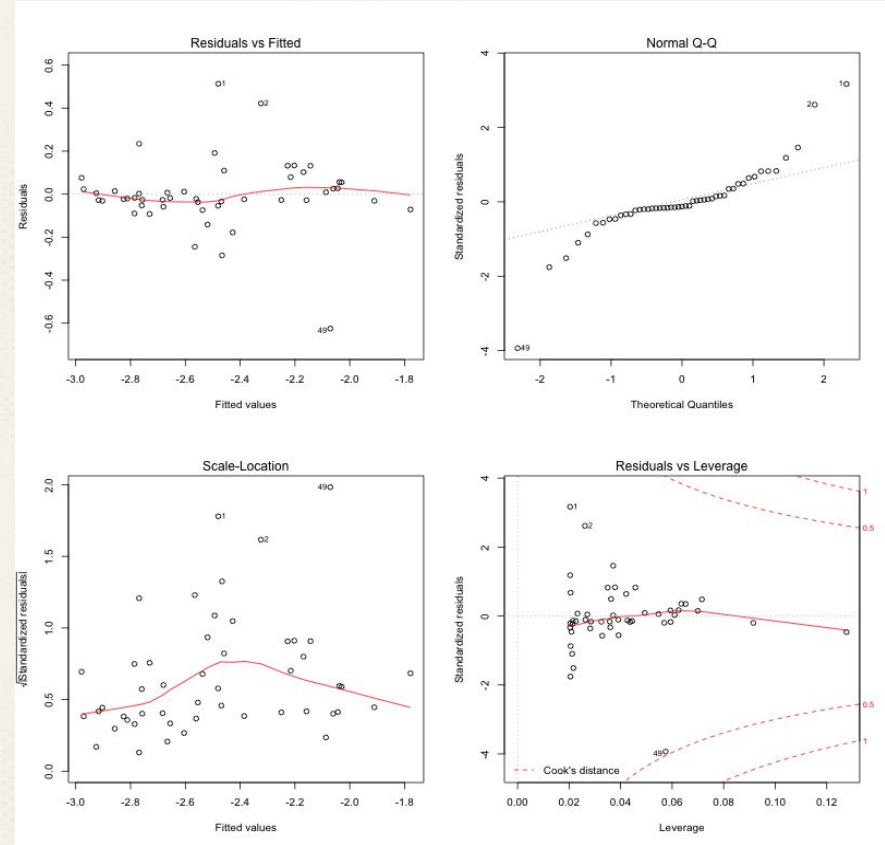 Residuals vs Fitted
Residuals
0.6
0.4
0.2
0.0
-0.2
-0.4
-0.6
1
2
49
-3.0 -2.8 -2.6 -2.4 -2.2 -2.0 -1.8
Fitted values
Normal Q-Q
Standardized residuals
4
2
0
-2
-4
1
2
49
-2 -1 0 1 2
Theoretical Quantiles
Scale-Location
√|Standardized residuals|
2.0
1.5
1.0
0.5
0.0
49
1
2
-3.0 -2.8 -2.6 -2.4 -2.2 -2.0 -1.8
Fitted values
Residuals vs Leverage
Standardized residuals
4
2
0
-2
-4
1
2
49
1
0.5
0.5
1
Cook's distance
0.00 0.02 0.04 0.06 0.08 0.10 0.12
Leverage